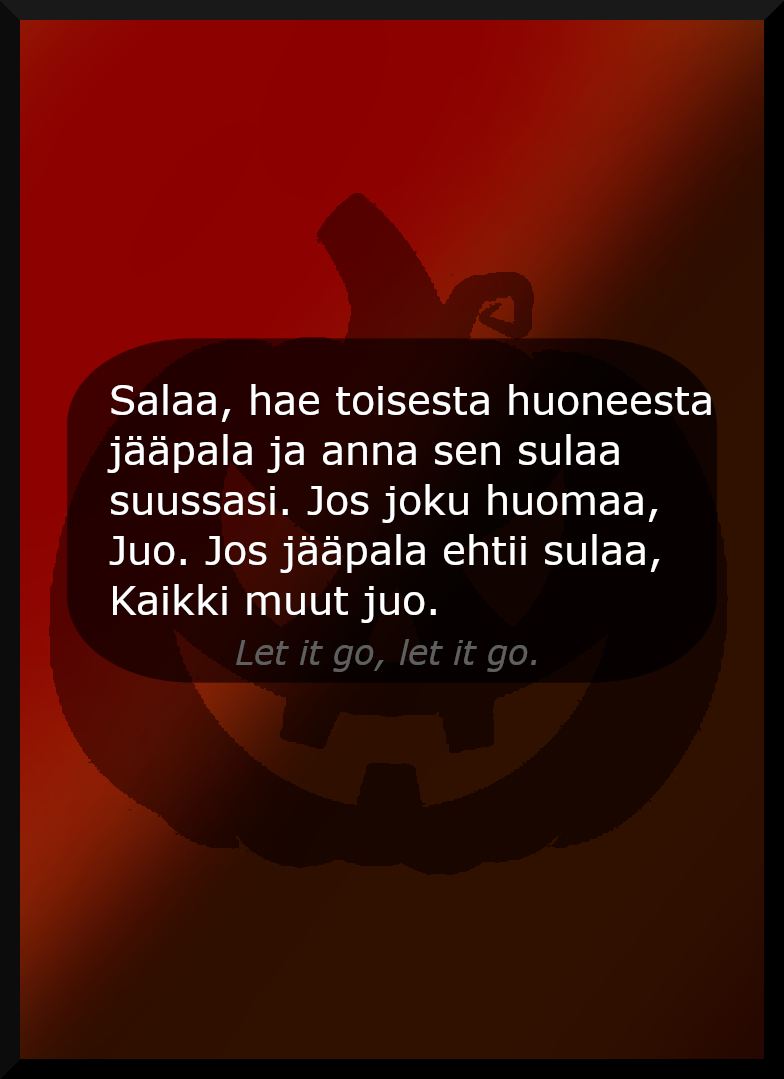 Salaa, hae toisesta huoneesta
jääpala ja anna sen sulaa
suussasi. Jos joku huomaa,
Juo. Jos jääpala ehtii sulaa,
Kaikki muut juo.
Let it go, let it go.